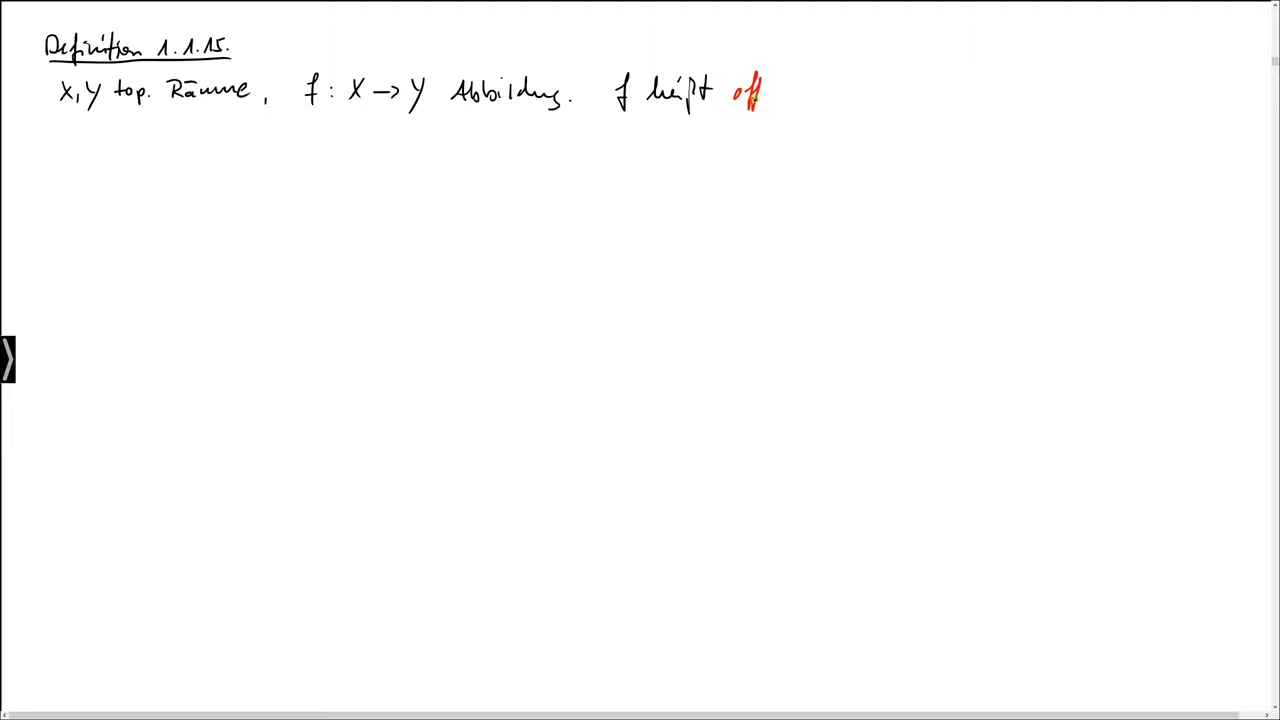 Definition 1.1.15.
X, Y top. Räume, f: X → Y Abbildung. f heißt off